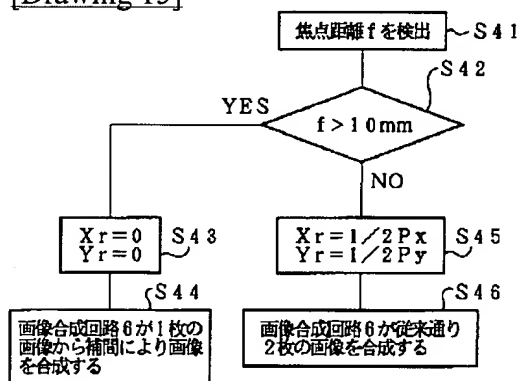 [Drawing 15]
焦点距離fを検出
S41
S42
YES
f>10mm
NO
Xr=0
Yr=0
S43
Xr=1/2Px
Yr=1/2Py
S45
S44
画像合成回路6が1枚の
画像から補間により画像
を合成する
S46
画像合成回路6が従来通り
2枚の画像を合成する